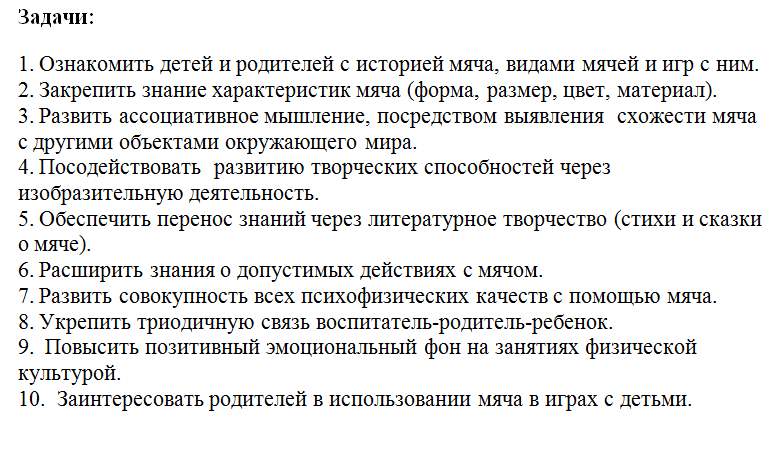 Задачи:
1. Ознакомить детей и родителей с историей мяча, видами мячей и игр с ним.
2. Закрепить знание характеристик мяча (форма, размер, цвет, материал).
3. Развить ассоциативное мышление, посредством выявления схожести мяча
с другими объектами окружающего мира.
4. Посодействовать развитию творческих способностей через
изобразительную деятельность.
5. Обеспечить перенос знаний через литературное творчество (стихи и сказки
о мяче).
6. Расширить знания о допустимых действиях с мячом.
7. Развить совокупность всех психофизических качеств с помощью мяча.
8. Укрепить триодичную связь воспитатель-родитель-ребенок.
9. Повысить позитивный эмоциональный фон на занятиях физической
культурой.
10. Заинтересовать родителей в использовании мяча в играх с детьми.